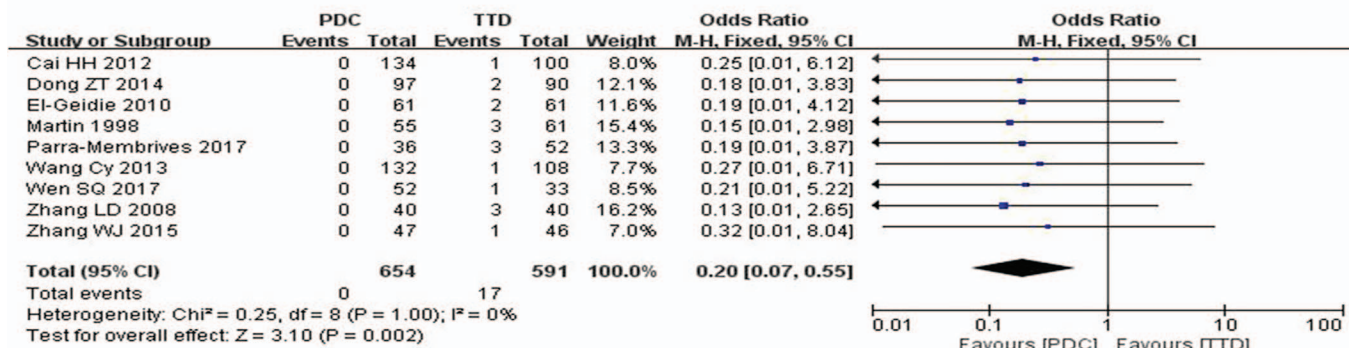 PDC TTD Odds Ratio Odds Ratio
Study or Subgroup Events Total Events Total Weight M-H, Fixed, 95% CI M-H, Fixed, 95% CI
Cai HH 2012 0 134 1 100 8.0% 0.25 [0.01, 6.12]
Dong ZT 2014 0 97 2 90 12.1% 0.18 [0.01, 3.83]
El-Geidie 2010 0 61 2 61 11.6% 0.19 [0.01, 4.12]
Martin 1998 0 55 3 61 15.4% 0.15 [0.01, 2.98]
Parra-Membrives 2017 0 36 3 52 13.3% 0.19 [0.01, 3.87]
Wang Cy 2013 0 132 1 108 7.7% 0.27 [0.01, 6.71]
Wen SQ 2017 0 52 1 33 8.5% 0.21 [0.01, 5.22]
Zhang LD 2008 0 40 3 40 16.2% 0.13 [0.01, 2.65]
Zhang WJ 2015 0 47 1 46 7.0% 0.32 [0.01, 8.04]
Total (95% CI) 654 591 100.0% 0.20 [0.07, 0.55]
Total events 0 17
Heterogeneity: Chi² = 0.25, df = 8 (P = 1.00); I² = 0%
Test for overall effect: Z = 3.10 (P = 0.002)
0.01 0.1 1 10 100
Favours [PDC] Favours [TTD]